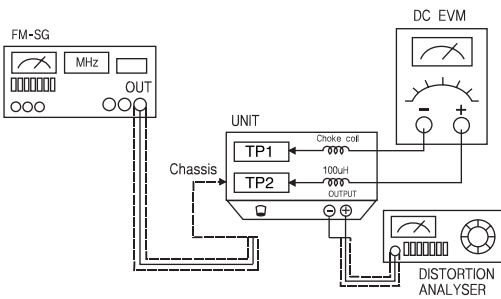 FM-SG
MHz
OUT
DC EVM
− +
UNIT
Choke coil
TP1
100uH
TP2
OUTPUT
Chassis
− +
DISTORTION
ANALYSER